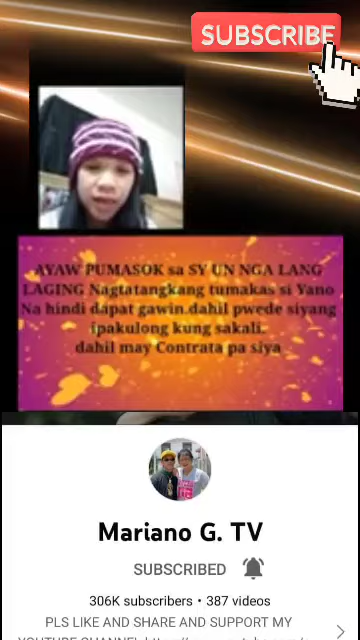 SUBSCRIBE
AYAW PUMASOK sa SY UN NGA LANG
LAGING Nagtatangkang tumakas si Yano
Na hindi dapat gawin.dahil pwede siyang
ipakulong kung sakali.
dahil may Contrata pa siya
Mariano G. TV
SUBSCRIBED
306K subscribers • 387 videos
PLS LIKE AND SHARE AND SUPPORT MY